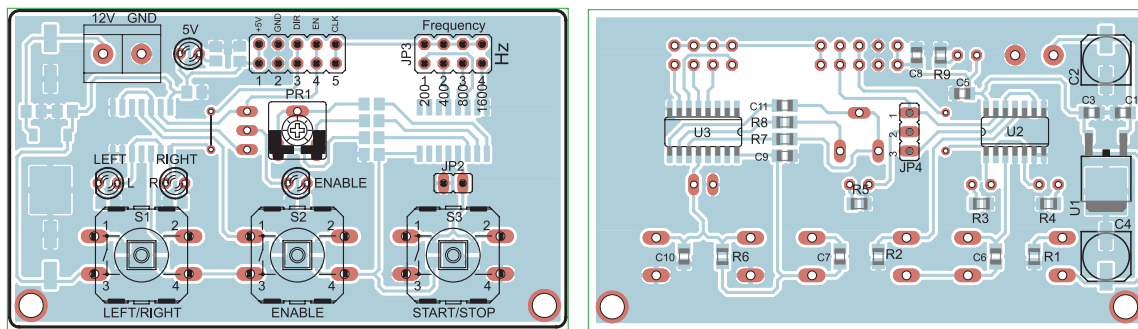 12V GND
5V
+5V GND DIR EN CLK
1 2 3 4 5
Frequency
JP3
Hz
1 2 3 4
200 400 800 1600
PR1
LEFT RIGHT
L R
ENABLE
JP2
S1
1 2
3 4
LEFT/RIGHT
S2
1 2
3 4
ENABLE
S3
1 2
3 4
START/STOP
C8 R9
C5
C2
C3 C1
C11
R8
R7
C9
U3
1
2
3
JP4
U2
U1
R5
R3 R4
C4
C10 R6 C7 R2 C6 R1